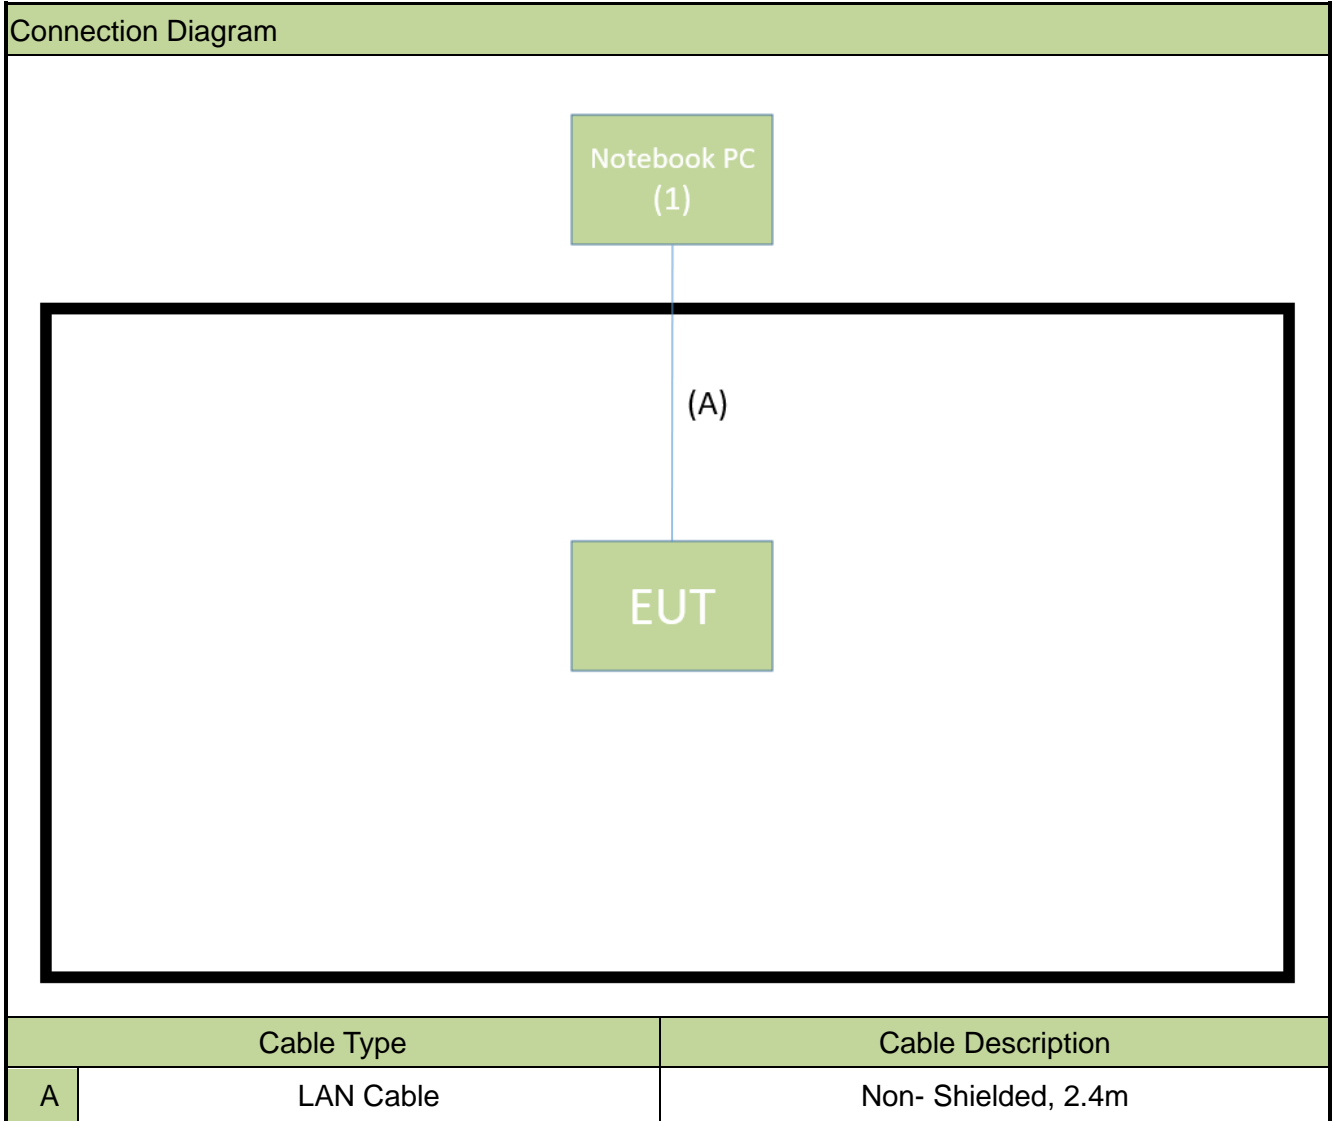 Connection Diagram
Notebook PC
(1)
(A)
EUT
Cable Type Cable Description
A LAN Cable Non- Shielded, 2.4m